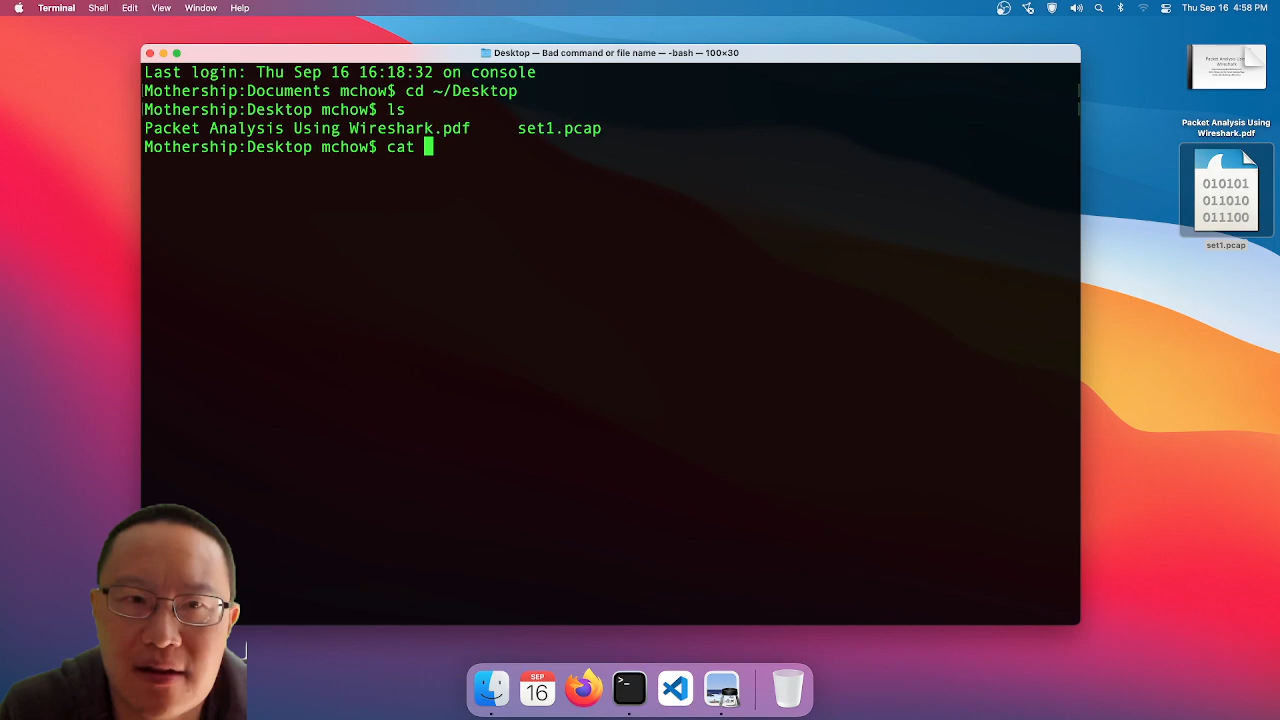 Terminal Shell Edit View Window Help Thu Sep 16 4:58 PM
Desktop — Bad command or file name — -bash — 100×30
Last login: Thu Sep 16 16:18:32 on console
Mothership:Documents mchow$ cd ~/Desktop
Mothership:Desktop mchow$ ls
Packet Analysis Using Wireshark.pdf set1.pcap
Mothership:Desktop mchow$ cat
Packet Analysis Using
Wireshark.pdf
010101
011010
011100
set1.pcap
SEP
16
>_